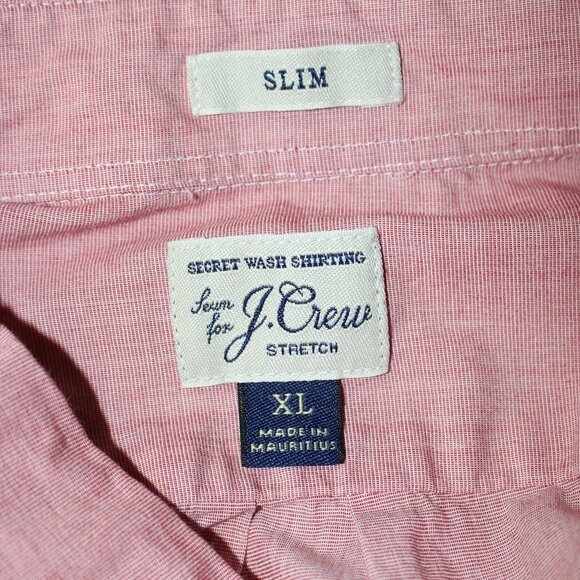 SLIM
SECRET WASH SHIRTING
Sewn for J.Crew
STRETCH
XL
MADE IN
MAURITIUS